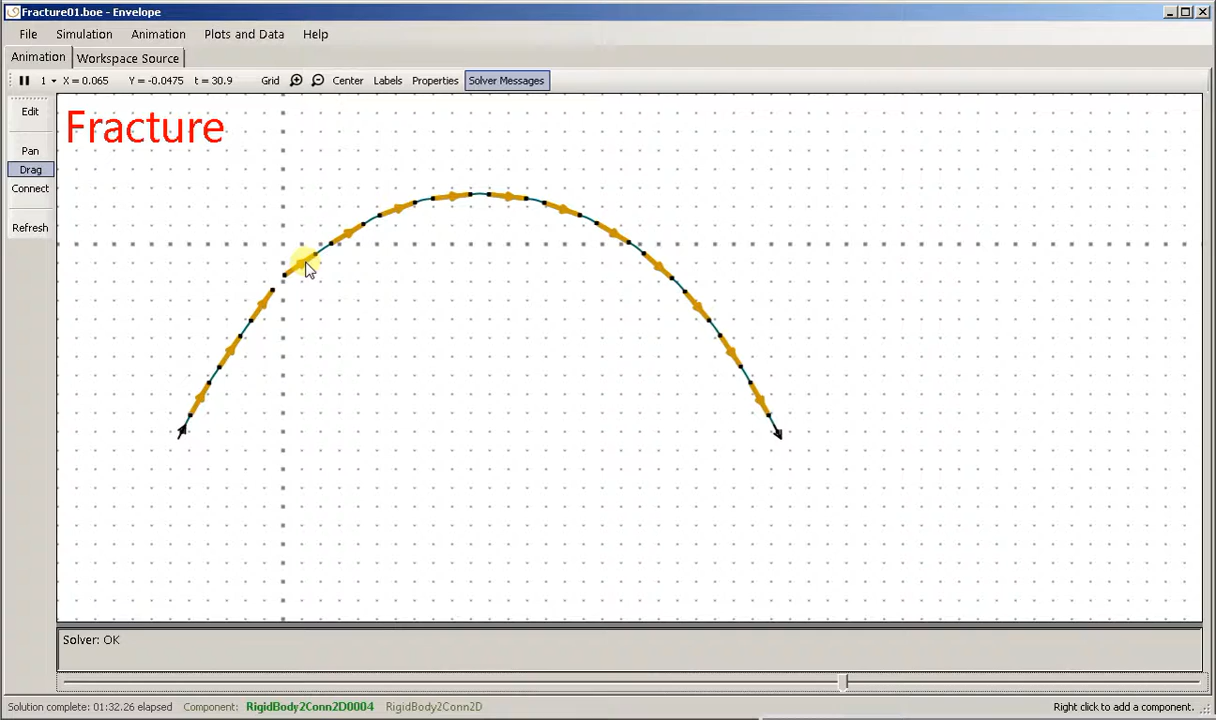 Fracture01.boe - Envelope
File Simulation Animation Plots and Data Help
Animation Workspace Source
1 X = 0.065 Y = -0.0475 t = 30.9 Grid Center Labels Properties Solver Messages
Edit
Pan
Drag
Connect
Refresh
Fracture
Solver: OK
Solution complete: 01:32.26 elapsed Component: RigidBody2Conn2D0004 RigidBody2Conn2D Right click to add a component.